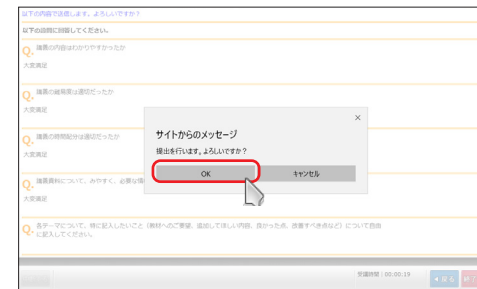 以下の内容で送信します。よろしいですか？
以下の設問に回答してください。
Q. 講義の内容はわかりやすかったか
大変満足
Q. 講義の難易度は適切だったか
大変満足
Q. 講義の時間配分は適切だったか
大変満足
サイトからのメッセージ
提出を行います。よろしいですか？
OK
キャンセル
Q. 講義資料について、みやすく、必要な情
大変満足
Q. 各テーマについて、特に記入したいこと（教材へのご要望、追加してほしい内容、良かった点、改善すべき点など）について自由
に記入してください。
受講時間：00:00:19
戻る
終了